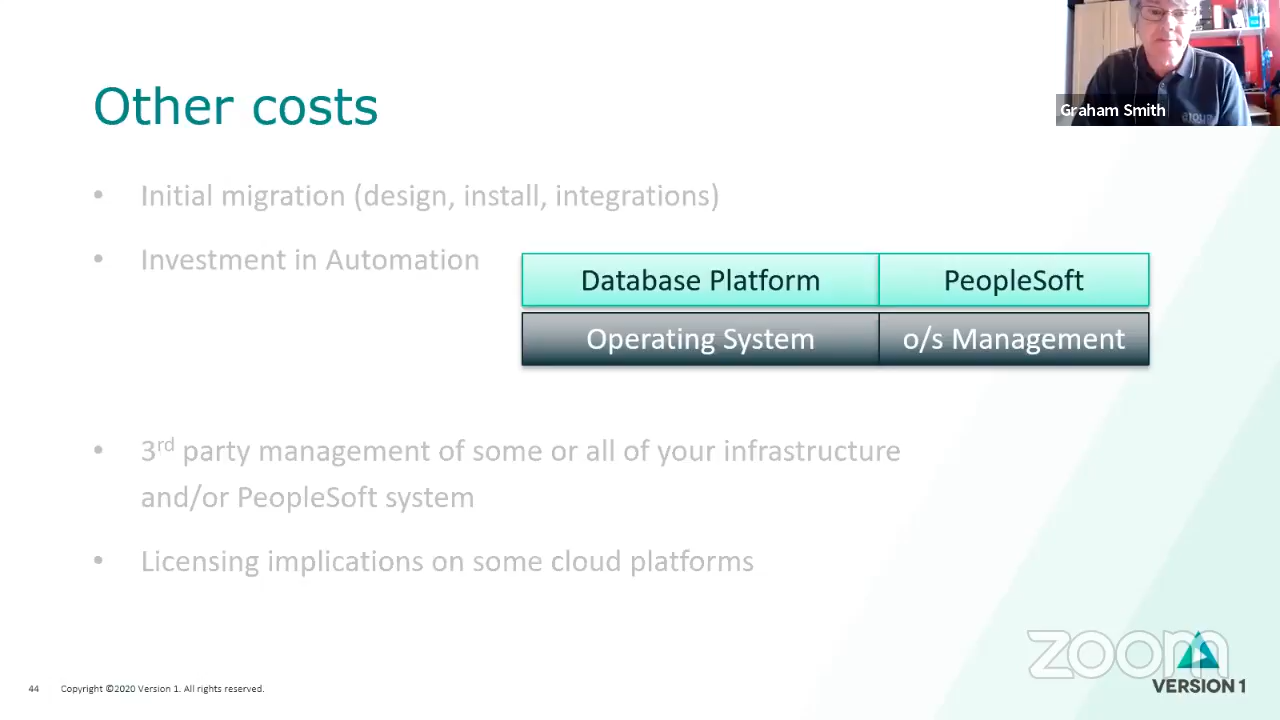 Other costs
Graham Smith
• Initial migration (design, install, integrations)
• Investment in Automation
Database Platform PeopleSoft
Operating System o/s Management
• 3rd party management of some or all of your infrastructure
and/or PeopleSoft system
• Licensing implications on some cloud platforms
zoom
VERSION 1
44 Copyright ©2020 Version 1. All rights reserved.